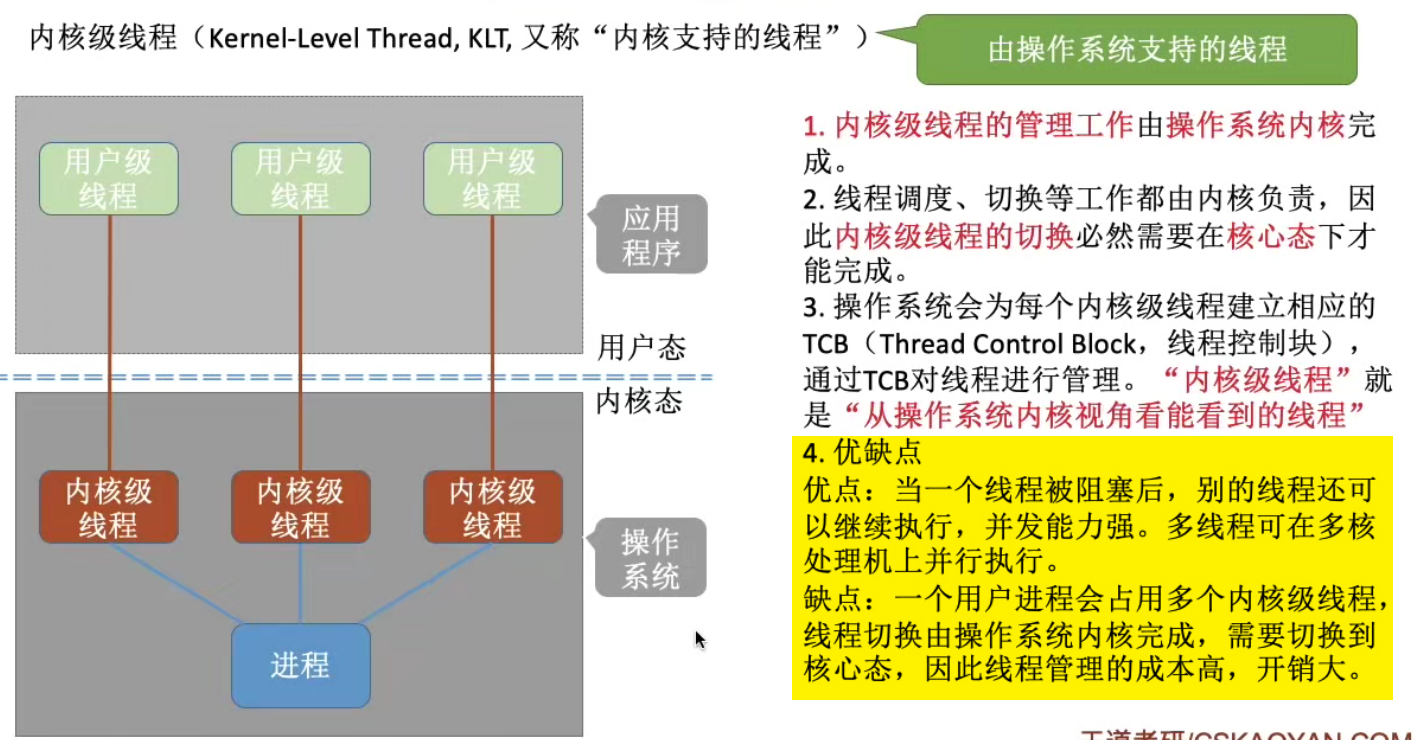 内核级线程（Kernel-Level Thread, KLT, 又称“内核支持的线程”）
由操作系统支持的线程
用户级
线程
用户级
线程
用户级
线程
应用
程序
用户态
内核态
内核级
线程
内核级
线程
内核级
线程
操作
系统
进程
1. 内核级线程的管理工作由操作系统内核完
成。
2. 线程调度、切换等工作都由内核负责，因
此内核级线程的切换必然需要在核心态下才
能完成。
3. 操作系统会为每个内核级线程建立相应的
TCB（Thread Control Block，线程控制块），
通过TCB对线程进行管理。“内核级线程”就
是“从操作系统内核视角看能看到的线程”
4. 优缺点
优点：当一个线程被阻塞后，别的线程还可
以继续执行，并发能力强。多线程可在多核
处理机上并行执行。
缺点：一个用户进程会占用多个内核级线程，
线程切换由操作系统内核完成，需要切换到
核心态，因此线程管理的成本高，开销大。
王道考研/CSKAOYAN.COM